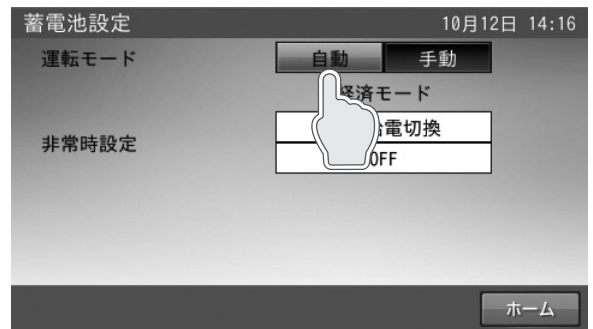 蓄電池設定 10月12日 14:16
運転モード 自動 手動
経済モード
非常時設定 給電切換
OFF
ホーム